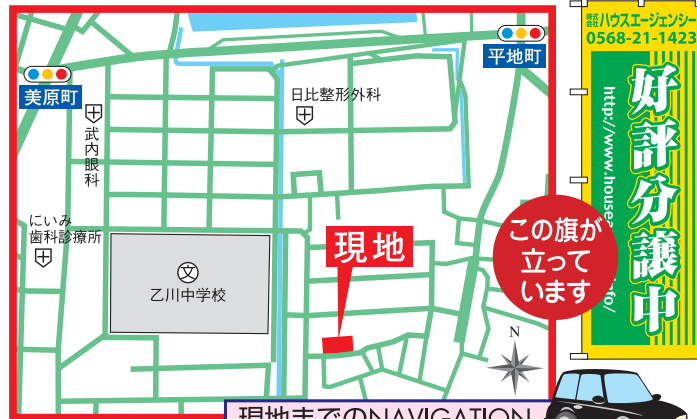 美原町
平地町
日比整形外科
武内眼科
にいみ
歯科診療所
文
乙川中学校
現地
この旗が
立って
います
N
株式会社ハウスエージェンシー
0568-21-1423
好評分譲中
現地までのNAVIGATION